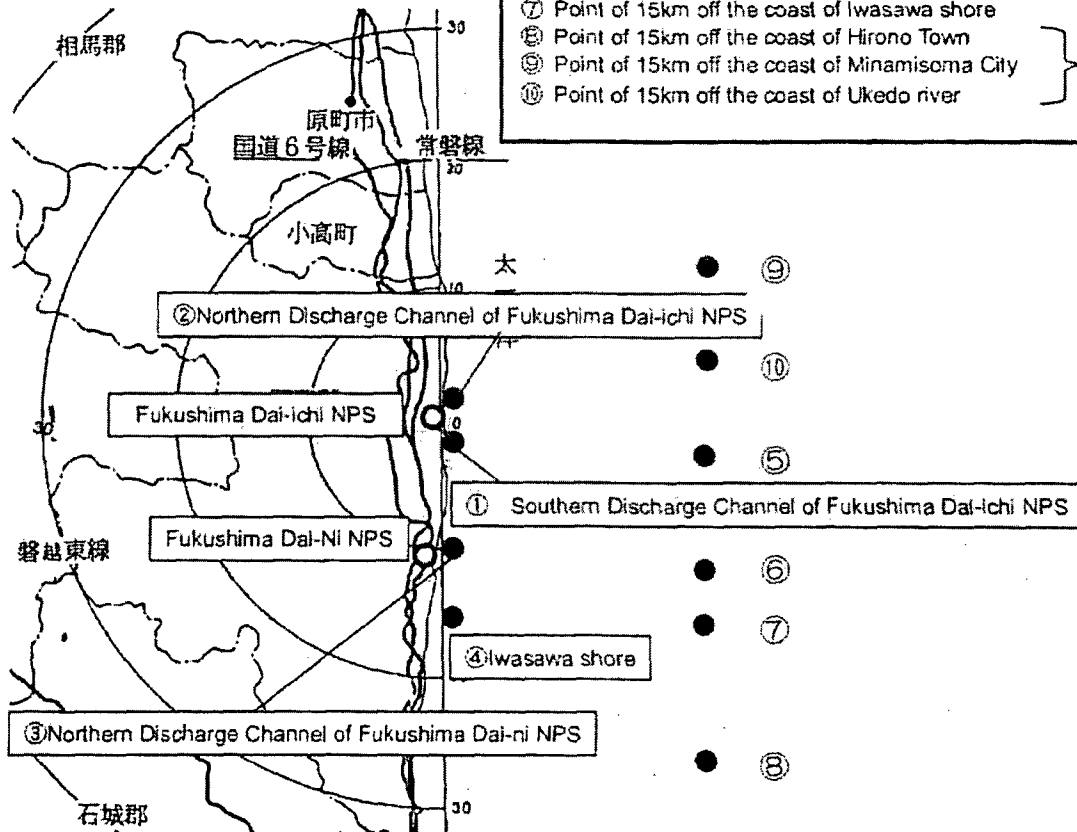 ⑦ Point of 15km off the coast of Iwasawa shore
⑧ Point of 15km off the coast of Hirono Town
⑨ Point of 15km off the coast of Minamisoma City
⑩ Point of 15km off the coast of Ukedo river
30
相馬郡
原町市
国道6号線
常磐線
20
小高町
太
⑨
10
②Northern Discharge Channel of Fukushima Dai-ichi NPS
⑩
Fukushima Dai-ichi NPS
0
30
⑤
① Southern Discharge Channel of Fukushima Dai-ichi NPS
Fukushima Dai-Ni NPS
磐越東線
⑥
⑦
④Iwasawa shore
③Northern Discharge Channel of Fukushima Dai-ni NPS
⑧
30
石城郡